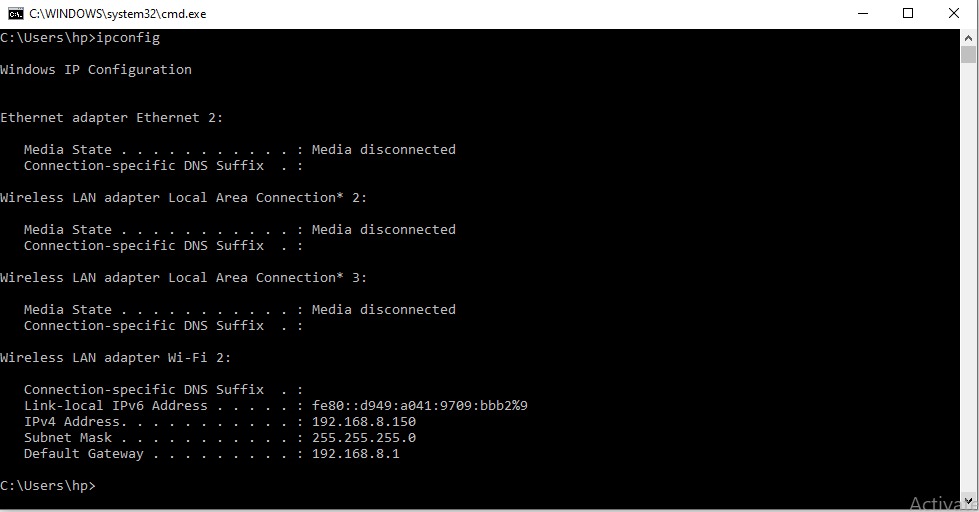 C:\WINDOWS\system32\cmd.exe
C:\Users\hp>ipconfig
Windows IP Configuration
Ethernet adapter Ethernet 2:
Media State . . . . . . . . . . . : Media disconnected
Connection-specific DNS Suffix  . :
Wireless LAN adapter Local Area Connection* 2:
Media State . . . . . . . . . . . : Media disconnected
Connection-specific DNS Suffix  . :
Wireless LAN adapter Local Area Connection* 3:
Media State . . . . . . . . . . . : Media disconnected
Connection-specific DNS Suffix  . :
Wireless LAN adapter Wi-Fi 2:
Connection-specific DNS Suffix  . :
Link-local IPv6 Address . . . . . : fe80::d949:a041:9709:bbb2%9
IPv4 Address. . . . . . . . . . . : 192.168.8.150
Subnet Mask . . . . . . . . . . . : 255.255.255.0
Default Gateway . . . . . . . . . : 192.168.8.1
C:\Users\hp>